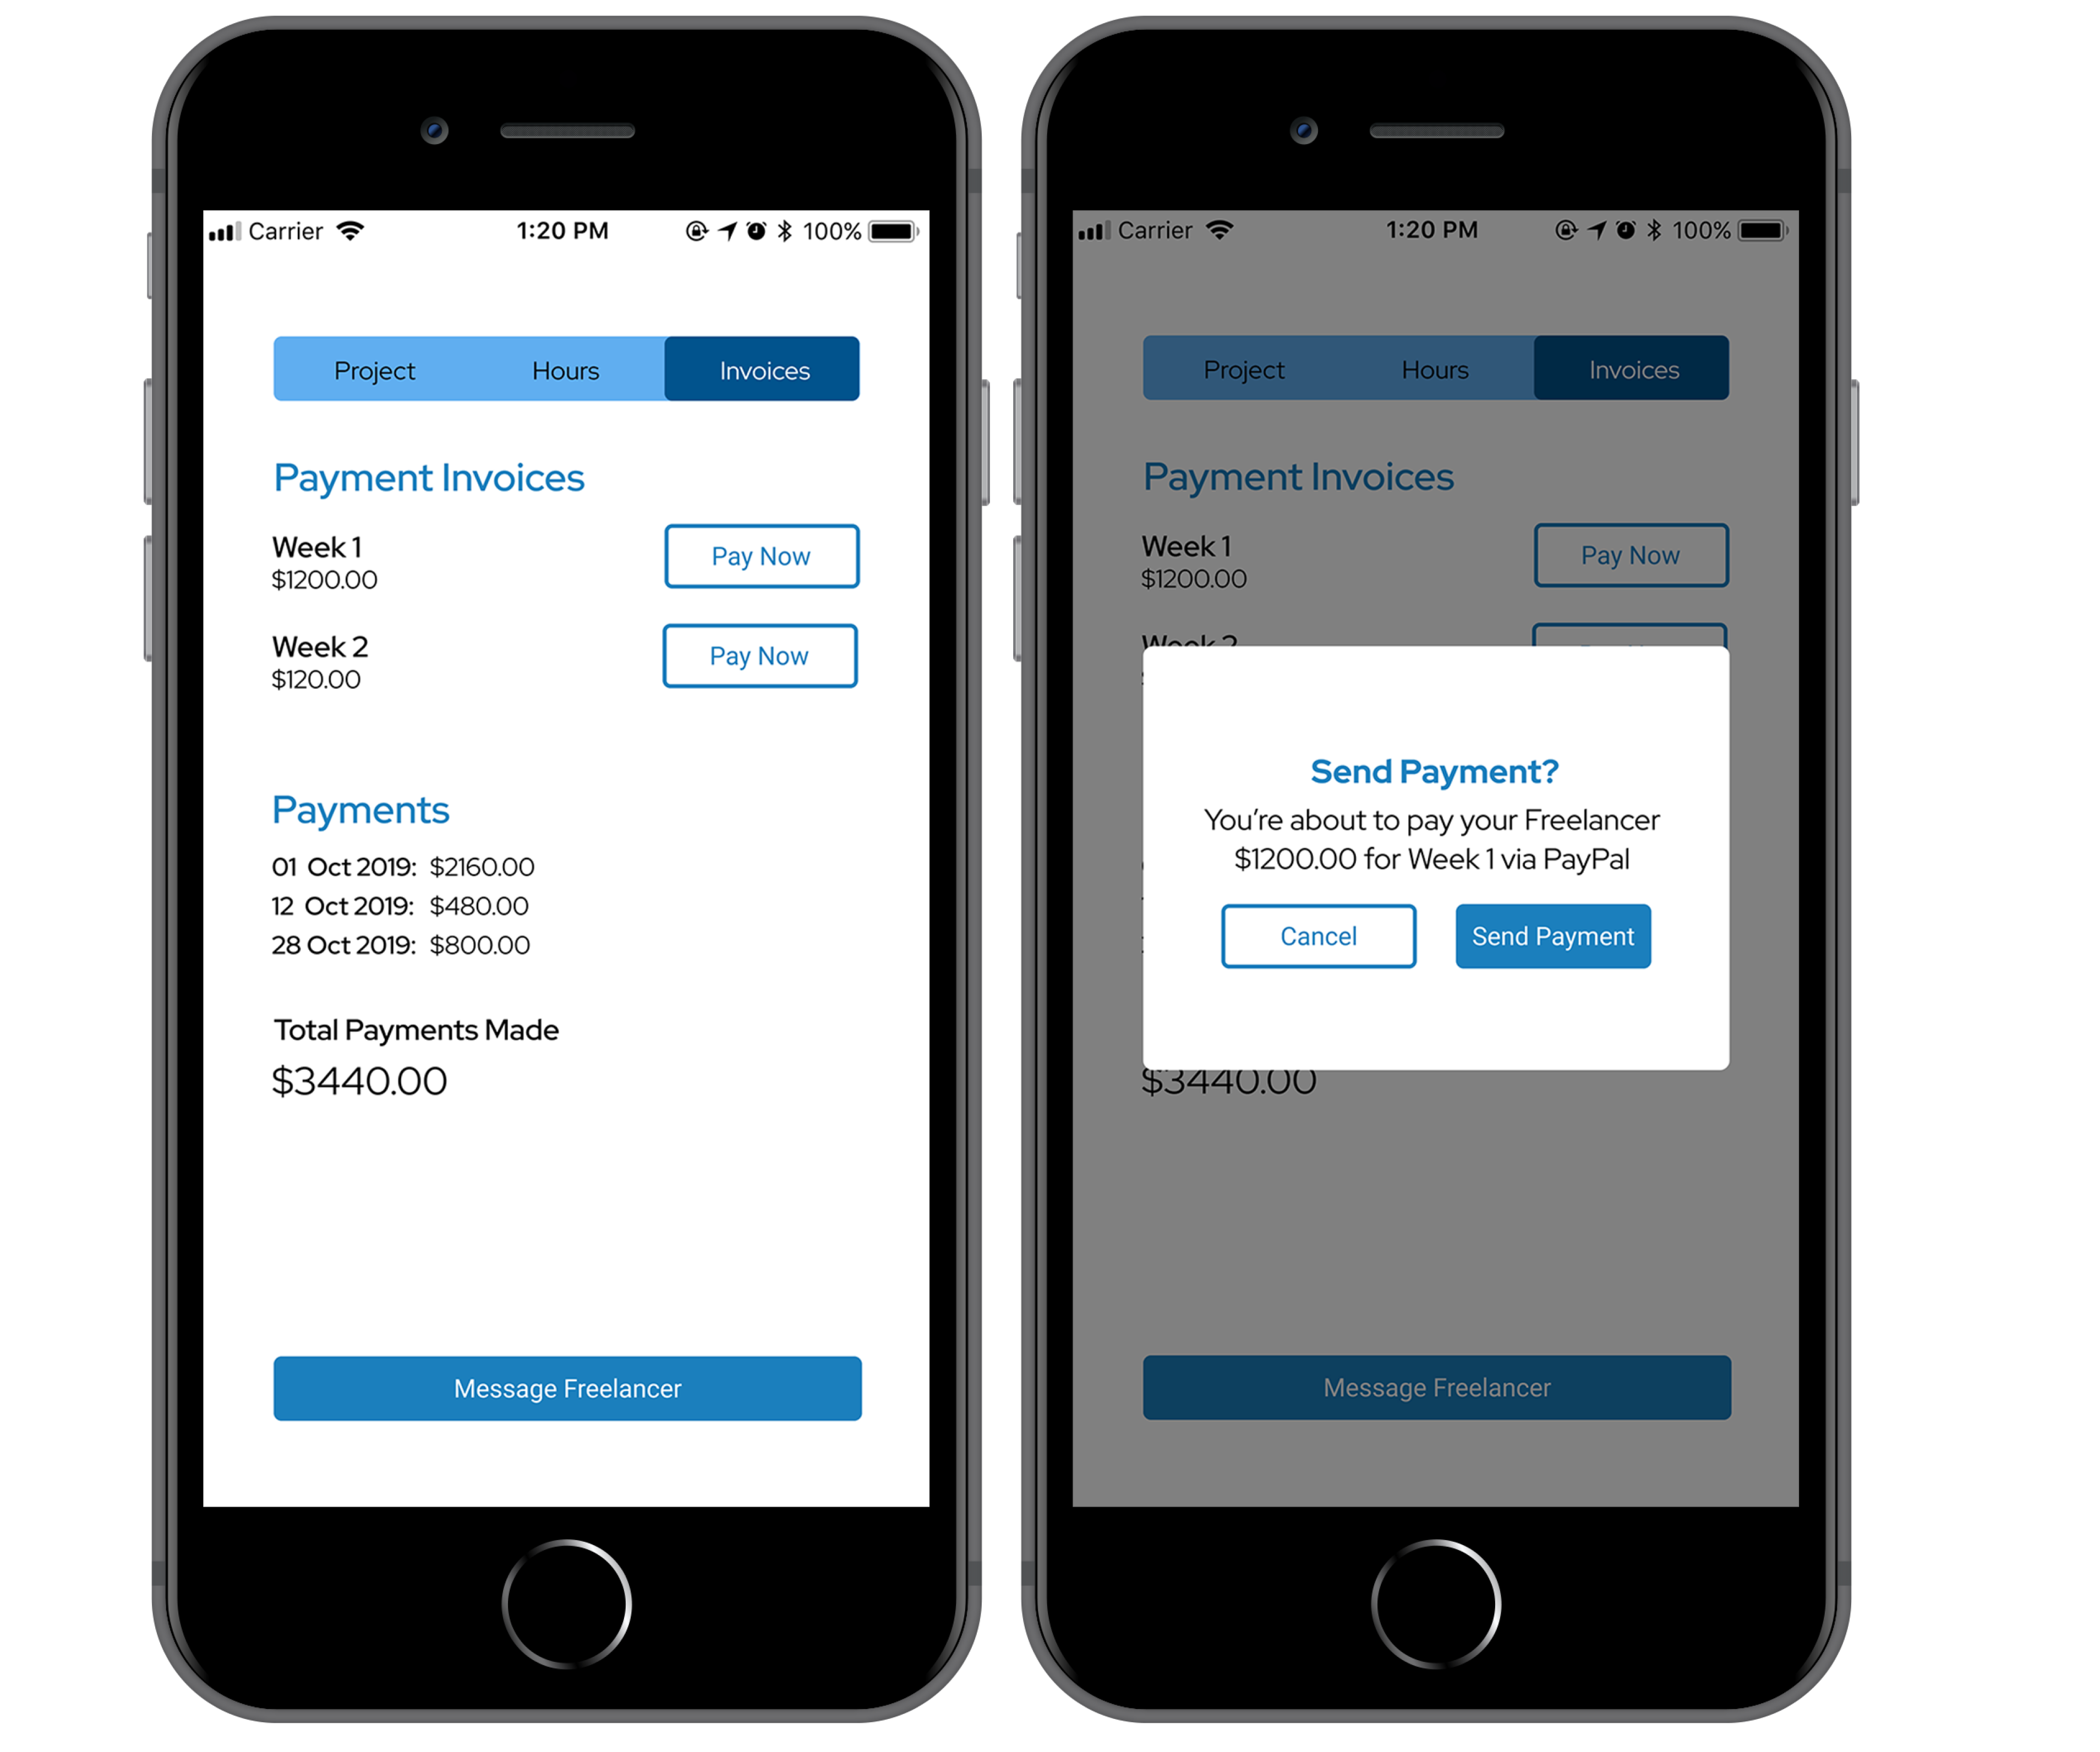 Carrier 1:20 PM 100%
Project Hours Invoices
Payment Invoices
Week 1
$1200.00
Pay Now
Week 2
$120.00
Pay Now
Payments
01 Oct 2019: $2160.00
12 Oct 2019: $480.00
28 Oct 2019: $800.00
Total Payments Made
$3440.00
Message Freelancer
Carrier 1:20 PM 100%
Project Hours Invoices
Payment Invoices
Week 1
$1200.00
Pay Now
Week 2
Send Payment?
You’re about to pay your Freelancer
$1200.00 for Week 1 via PayPal
Cancel Send Payment
$3440.00
Message Freelancer